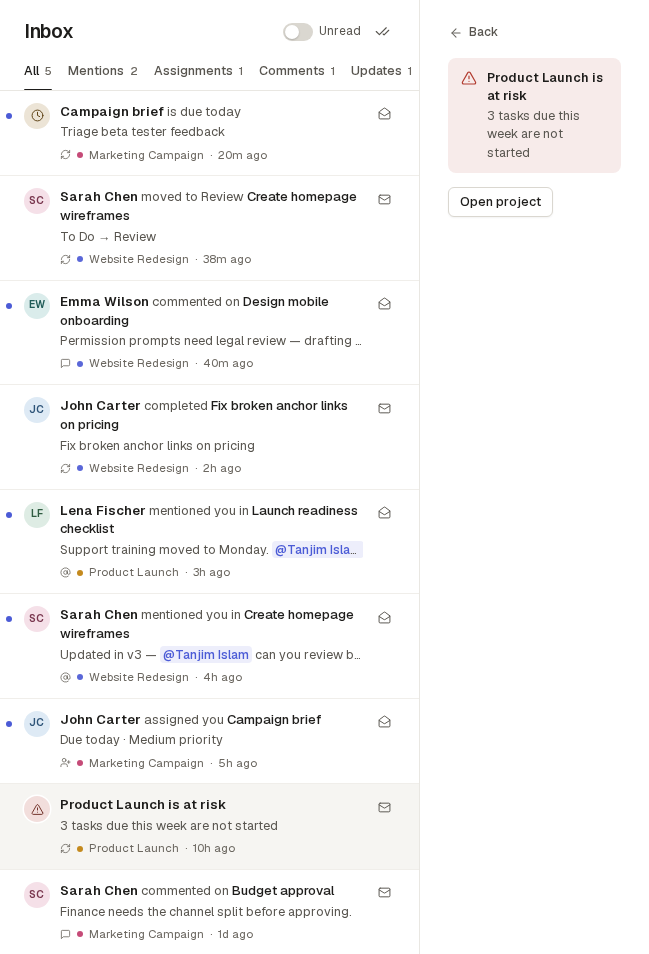 Inbox
Unread
All 5 Mentions 2 Assignments 1 Comments 1 Updates 1
Campaign brief is due today
Triage beta tester feedback
Marketing Campaign · 20m ago
SC
Sarah Chen moved to Review Create homepage
wireframes
To Do → Review
Website Redesign · 38m ago
EW
Emma Wilson commented on Design mobile
onboarding
Permission prompts need legal review — drafting ...
Website Redesign · 40m ago
JC
John Carter completed Fix broken anchor links
on pricing
Fix broken anchor links on pricing
Website Redesign · 2h ago
LF
Lena Fischer mentioned you in Launch readiness
checklist
Support training moved to Monday. @Tanjim Isla...
Product Launch · 3h ago
SC
Sarah Chen mentioned you in Create homepage
wireframes
Updated in v3 — @Tanjim Islam can you review b...
Website Redesign · 4h ago
JC
John Carter assigned you Campaign brief
Due today · Medium priority
Marketing Campaign · 5h ago
Product Launch is at risk
3 tasks due this week are not started
Product Launch · 10h ago
SC
Sarah Chen commented on Budget approval
Finance needs the channel split before approving.
Marketing Campaign · 1d ago
Back
Product Launch is
at risk
3 tasks due this
week are not
started
Open project